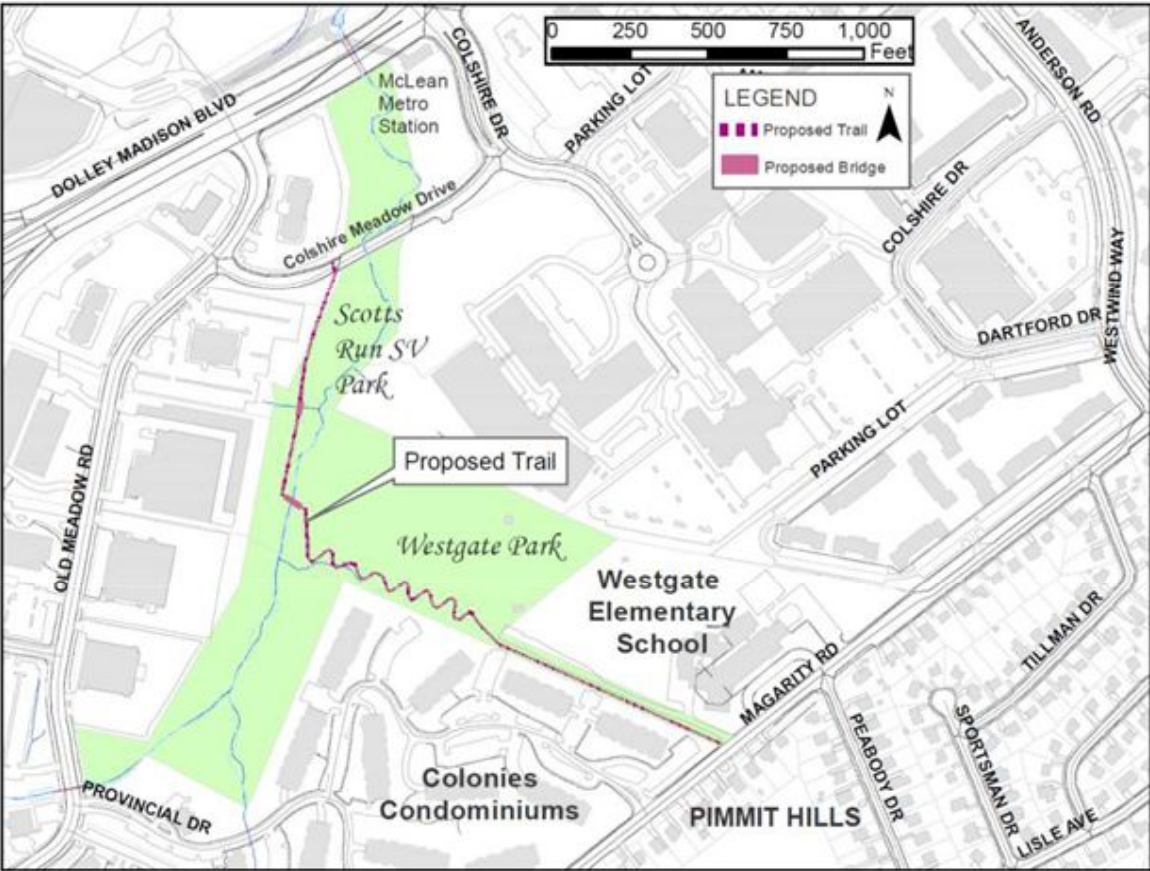 0 250 500 750 1,000
Feet
LEGEND
N
Proposed Trail
Proposed Bridge
McLean
Metro
Station
COLSHIRE DR
PARKING LOT
ANDERSON RD
DOLLEY MADISON BLVD
Colshire Meadow Drive
COLSHIRE DR
WESTWIND WAY
DARTFORD DR
Scotts
Run SV
Park
PARKING LOT
Proposed Trail
OLD MEADOW RD
Westgate Park
Westgate
Elementary
School
TILLMAN DR
MAGARITY RD
PEABODY DR
SPORTSMAN DR
LISLE AVE
Colonies
Condominiums
PROVINCIAL DR
PIMMIT HILLS